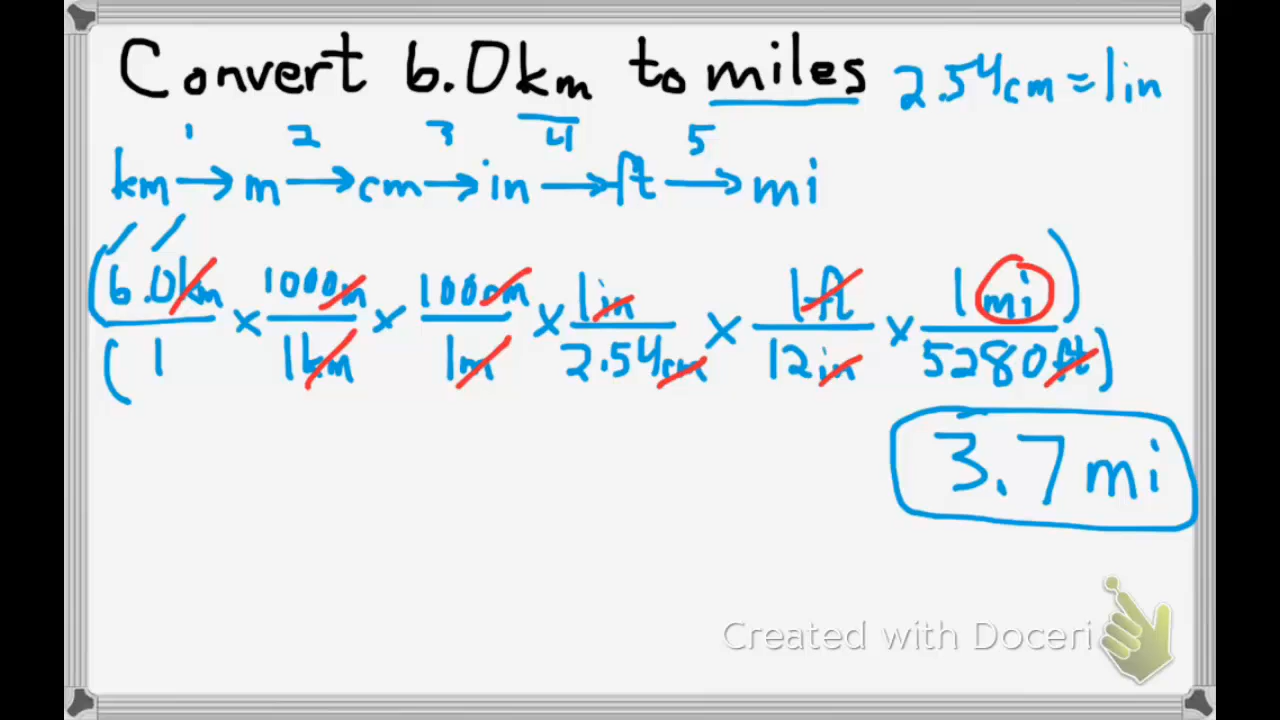 Convert 6.0km to miles 2.54cm=1in
1 2 3 4 5
km→m→cm→in→ft→mi
(6.0km 1000m 100cm 1in 1ft 1mi)
× × × × ×
(1 1km 1m 2.54cm 12in 5280ft)
3.7mi
Created with Doceri